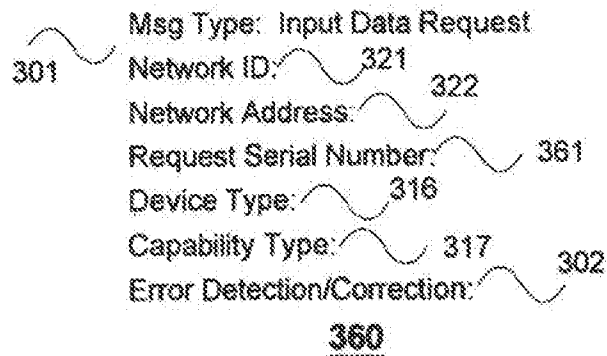 Msg Type: Input Data Request
301
Network ID: 321
Network Address: 322
Request Serial Number: 361
Device Type: 316
Capability Type: 317
Error Detection/Correction: 302
360